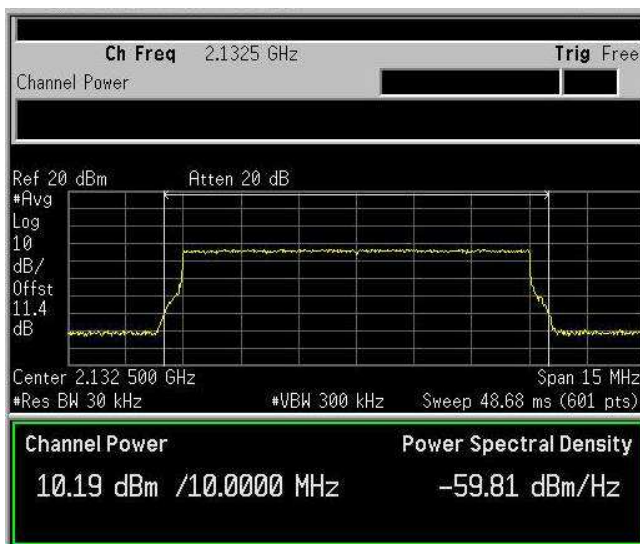 Ch Freq 2.1325 GHz Trig Free
Channel Power
Ref 20 dBm Atten 20 dB
#Avg
Log
10
dB/
Offst
11.4
dB
Center 2.132 500 GHz Span 15 MHz
#Res BW 30 kHz #VBW 300 kHz Sweep 48.68 ms (601 pts)
Channel Power Power Spectral Density
10.19 dBm /10.0000 MHz -59.81 dBm/Hz